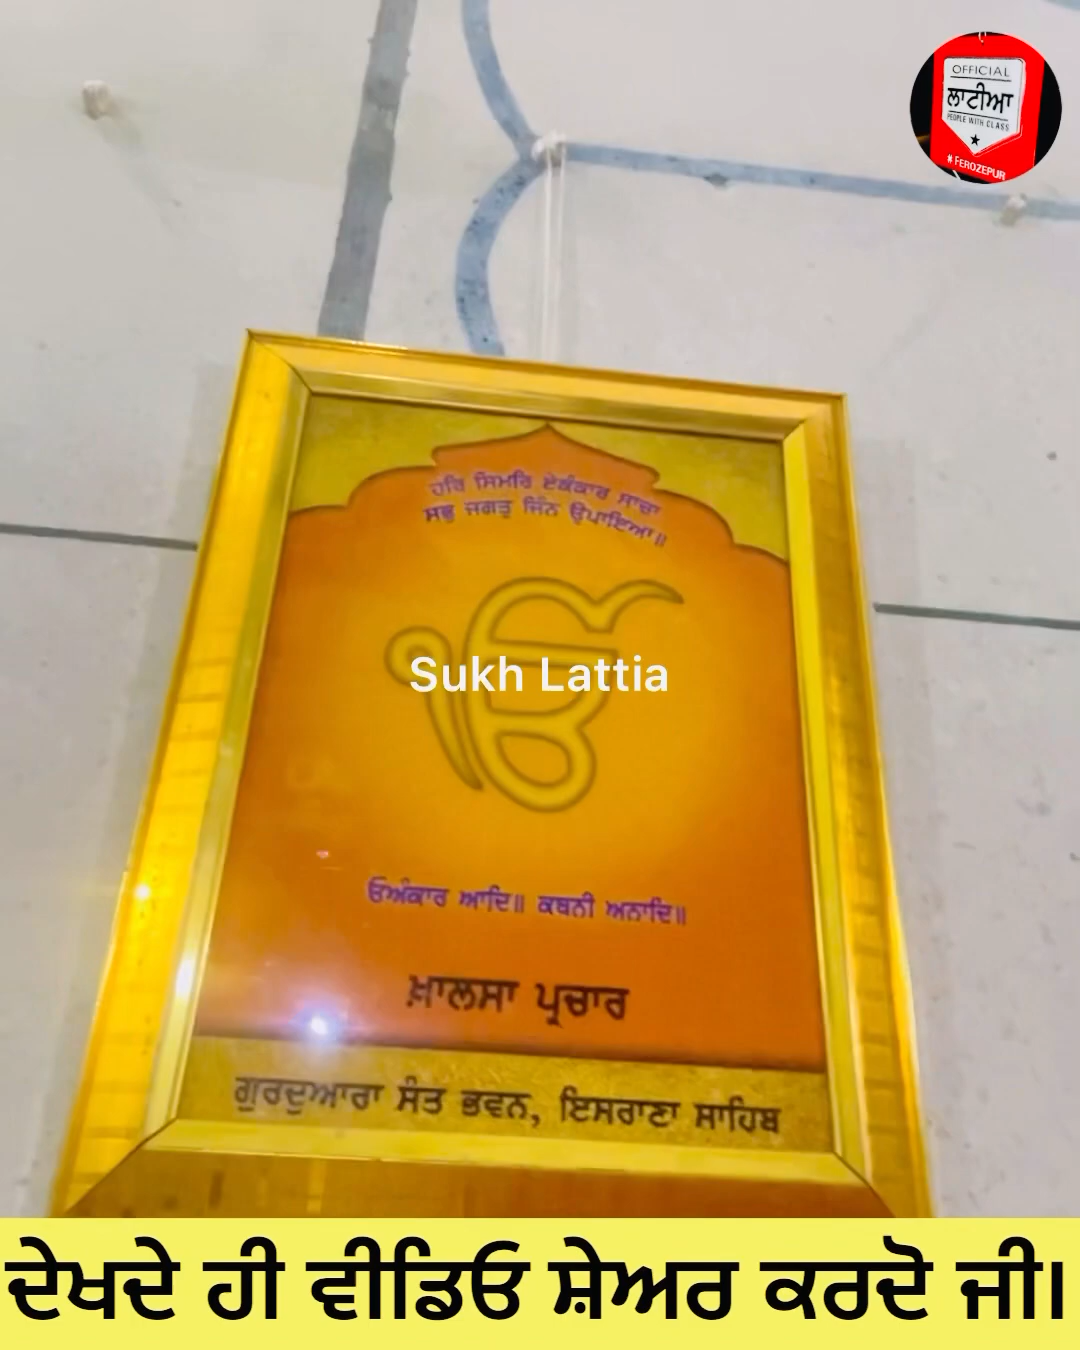 OFFICIAL
ਲਾਟੀਆ
PEOPLE WITH CLASS
# FEROZEPUR
ਹਰਿ ਸਿਮਰਿ ਏਕੰਕਾਰ ਸਾਚਾ
ਸਭੁ ਜਗਤੁ ਜਿੰਨ ਉਪਾਇਆ॥
ੴ
Sukh Lattia
ਓਅੰਕਾਰ ਆਦਿ॥ ਕਥਨੀ ਅਨਾਦਿ॥
ਖ਼ਾਲਸਾ ਪ੍ਰਚਾਰ
ਗੁਰਦੁਆਰਾ ਸੰਤ ਭਵਨ, ਇਸਰਾਣਾ ਸਾਹਿਬ
ਦੇਖਦੇ ਹੀ ਵੀਡਿਓ ਸ਼ੇਅਰ ਕਰਦੋ ਜੀ।